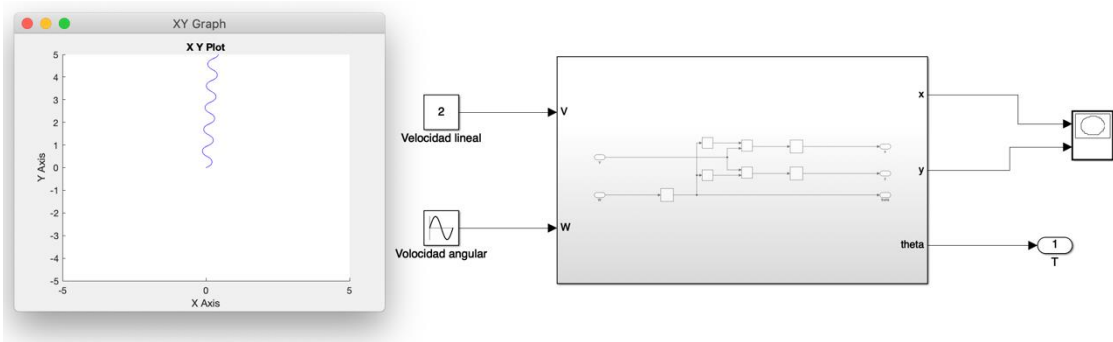 XY Graph
X Y Plot
5
4
3
2
1
0
-1
-2
-3
-4
-5
Y Axis
-5
0
5
X Axis
2
Velocidad lineal
Volocidad angular
V
W
x
y
theta
1
T